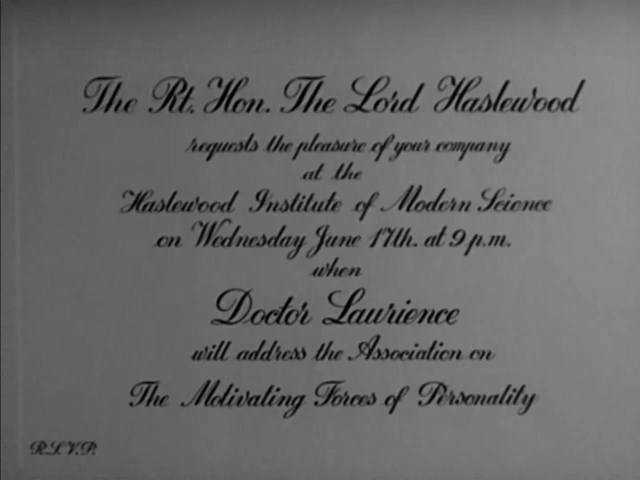 The Rt. Hon. The Lord Haslewood
requests the pleasure of your company
at the
Haslewood Institute of Modern Science
on Wednesday June 17th. at 9 p.m.
when
Doctor Laurience
will address the Association on
The Motivating Forces of Personality
R.S.V.P.